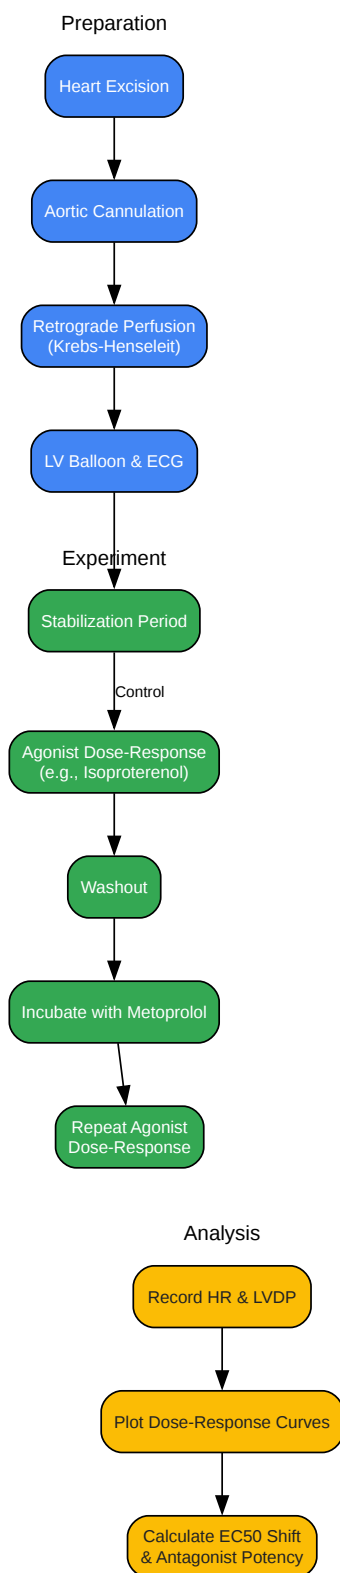 Preparation
Heart Excision
Aortic Cannulation
Retrograde Perfusion
(Krebs-Henseleit)
LV Balloon & ECG
Experiment
Stabilization Period
Control
Agonist Dose-Response
(e.g., Isoproterenol)
Washout
Incubate with Metoprolol
Repeat Agonist
Dose-Response
Analysis
Record HR & LVDP
Plot Dose-Response Curves
Calculate EC50 Shift
& Antagonist Potency